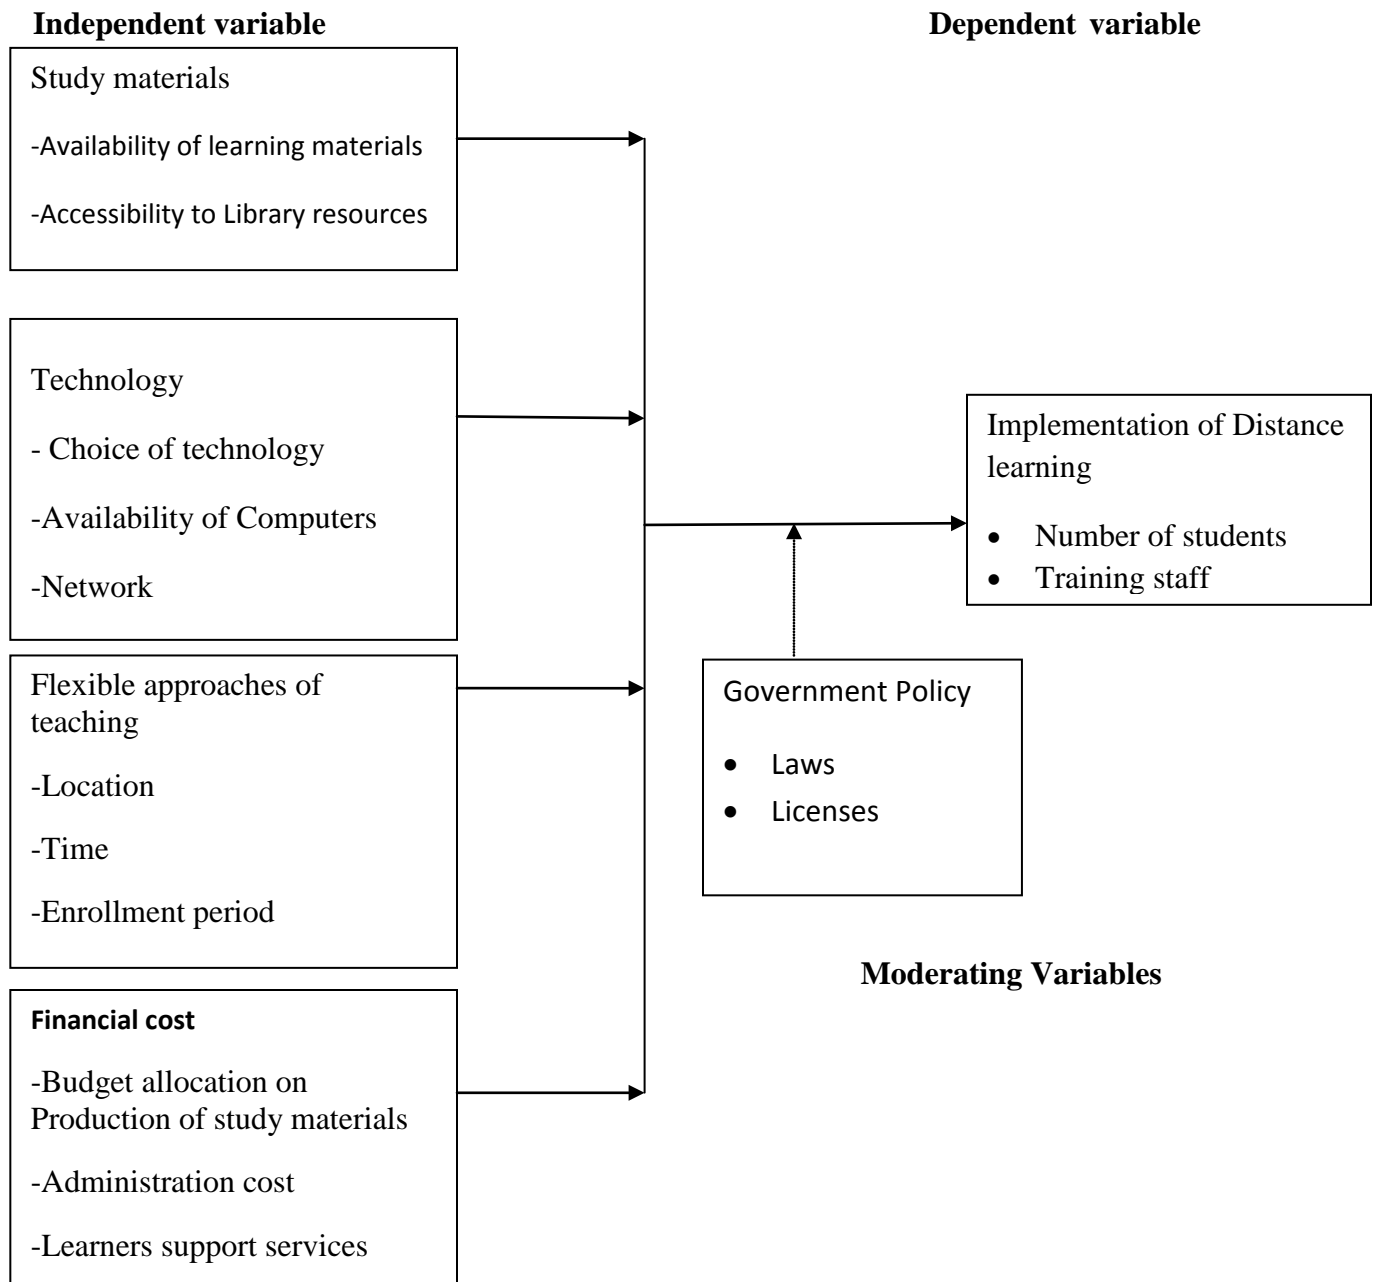 Independent variable
Dependent variable
Study materials
-Availability of learning materials
-Accessibility to Library resources
Technology
- Choice of technology
-Availability of Computers
-Network
Flexible approaches of
teaching
-Location
-Time
-Enrollment period
Financial cost
-Budget allocation on
Production of study materials
-Administration cost
-Learners support services
Implementation of Distance
learning
• Number of students
• Training staff
Government Policy
• Laws
• Licenses
Moderating Variables